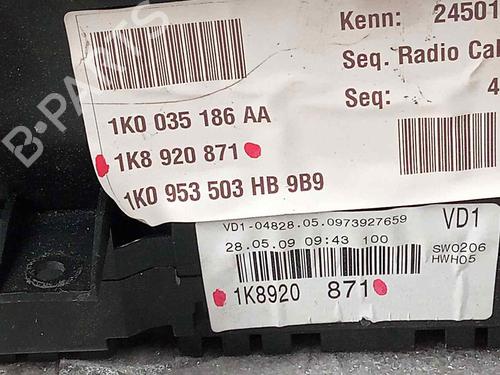 Kenn: 24501
Seq. Radio Cal
Seq: 4
1K0 035 186 AA
1K8 920 871
1K0 953 503 HB 9B9
VD1-04828.05.0973927659
VD1
28.05.09 09:43 100
SW0206
HWH05
1K8920 871
B-PARTS